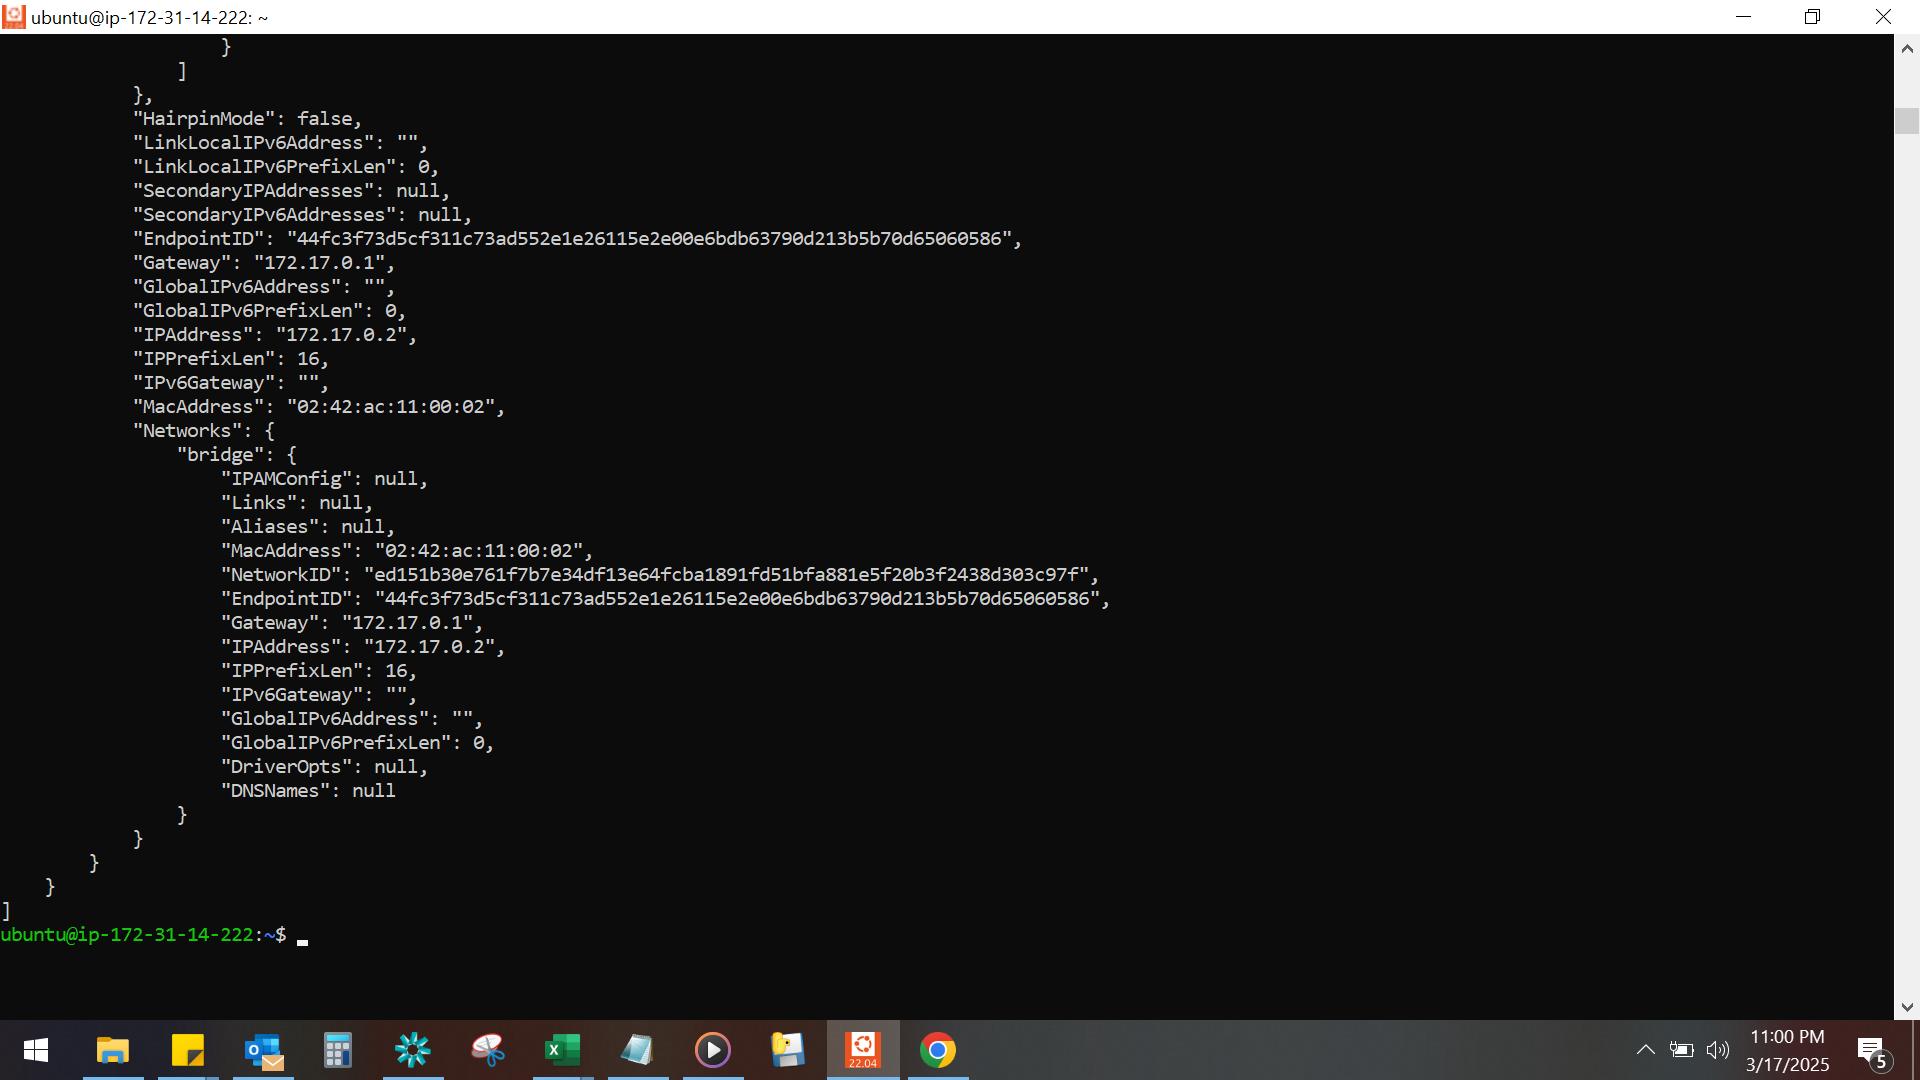 ubuntu@ip-172-31-14-222: ~
}
]
},
"HairpinMode": false,
"LinkLocalIPv6Address": "",
"LinkLocalIPv6PrefixLen": 0,
"SecondaryIPAddresses": null,
"SecondaryIPv6Addresses": null,
"EndpointID": "44fc3f73d5cf311c73ad552e1e26115e2e00e6bdb63790d213b5b70d65060586",
"Gateway": "172.17.0.1",
"GlobalIPv6Address": "",
"GlobalIPv6PrefixLen": 0,
"IPAddress": "172.17.0.2",
"IPPrefixLen": 16,
"IPv6Gateway": "",
"MacAddress": "02:42:ac:11:00:02",
"Networks": {
"bridge": {
"IPAMConfig": null,
"Links": null,
"Aliases": null,
"MacAddress": "02:42:ac:11:00:02",
"NetworkID": "ed151b30e761f7b7e34df13e64fcba1891fd51bfa881e5f20b3f2438d303c97f",
"EndpointID": "44fc3f73d5cf311c73ad552e1e26115e2e00e6bdb63790d213b5b70d65060586",
"Gateway": "172.17.0.1",
"IPAddress": "172.17.0.2",
"IPPrefixLen": 16,
"IPv6Gateway": "",
"GlobalIPv6Address": "",
"GlobalIPv6PrefixLen": 0,
"DriverOpts": null,
"DNSNames": null
}
}
}
}
]
ubuntu@ip-172-31-14-222:~$
22.04
11:00 PM
3/17/2025
5